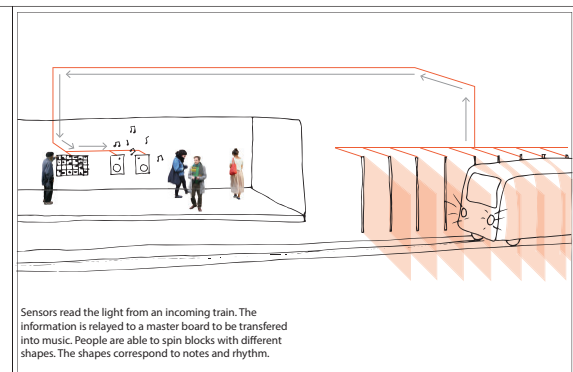 Sensors read the light from an incoming train. The
information is relayed to a master board to be transfered
into music. People are able to spin blocks with different
shapes. The shapes correspond to notes and rhythm.